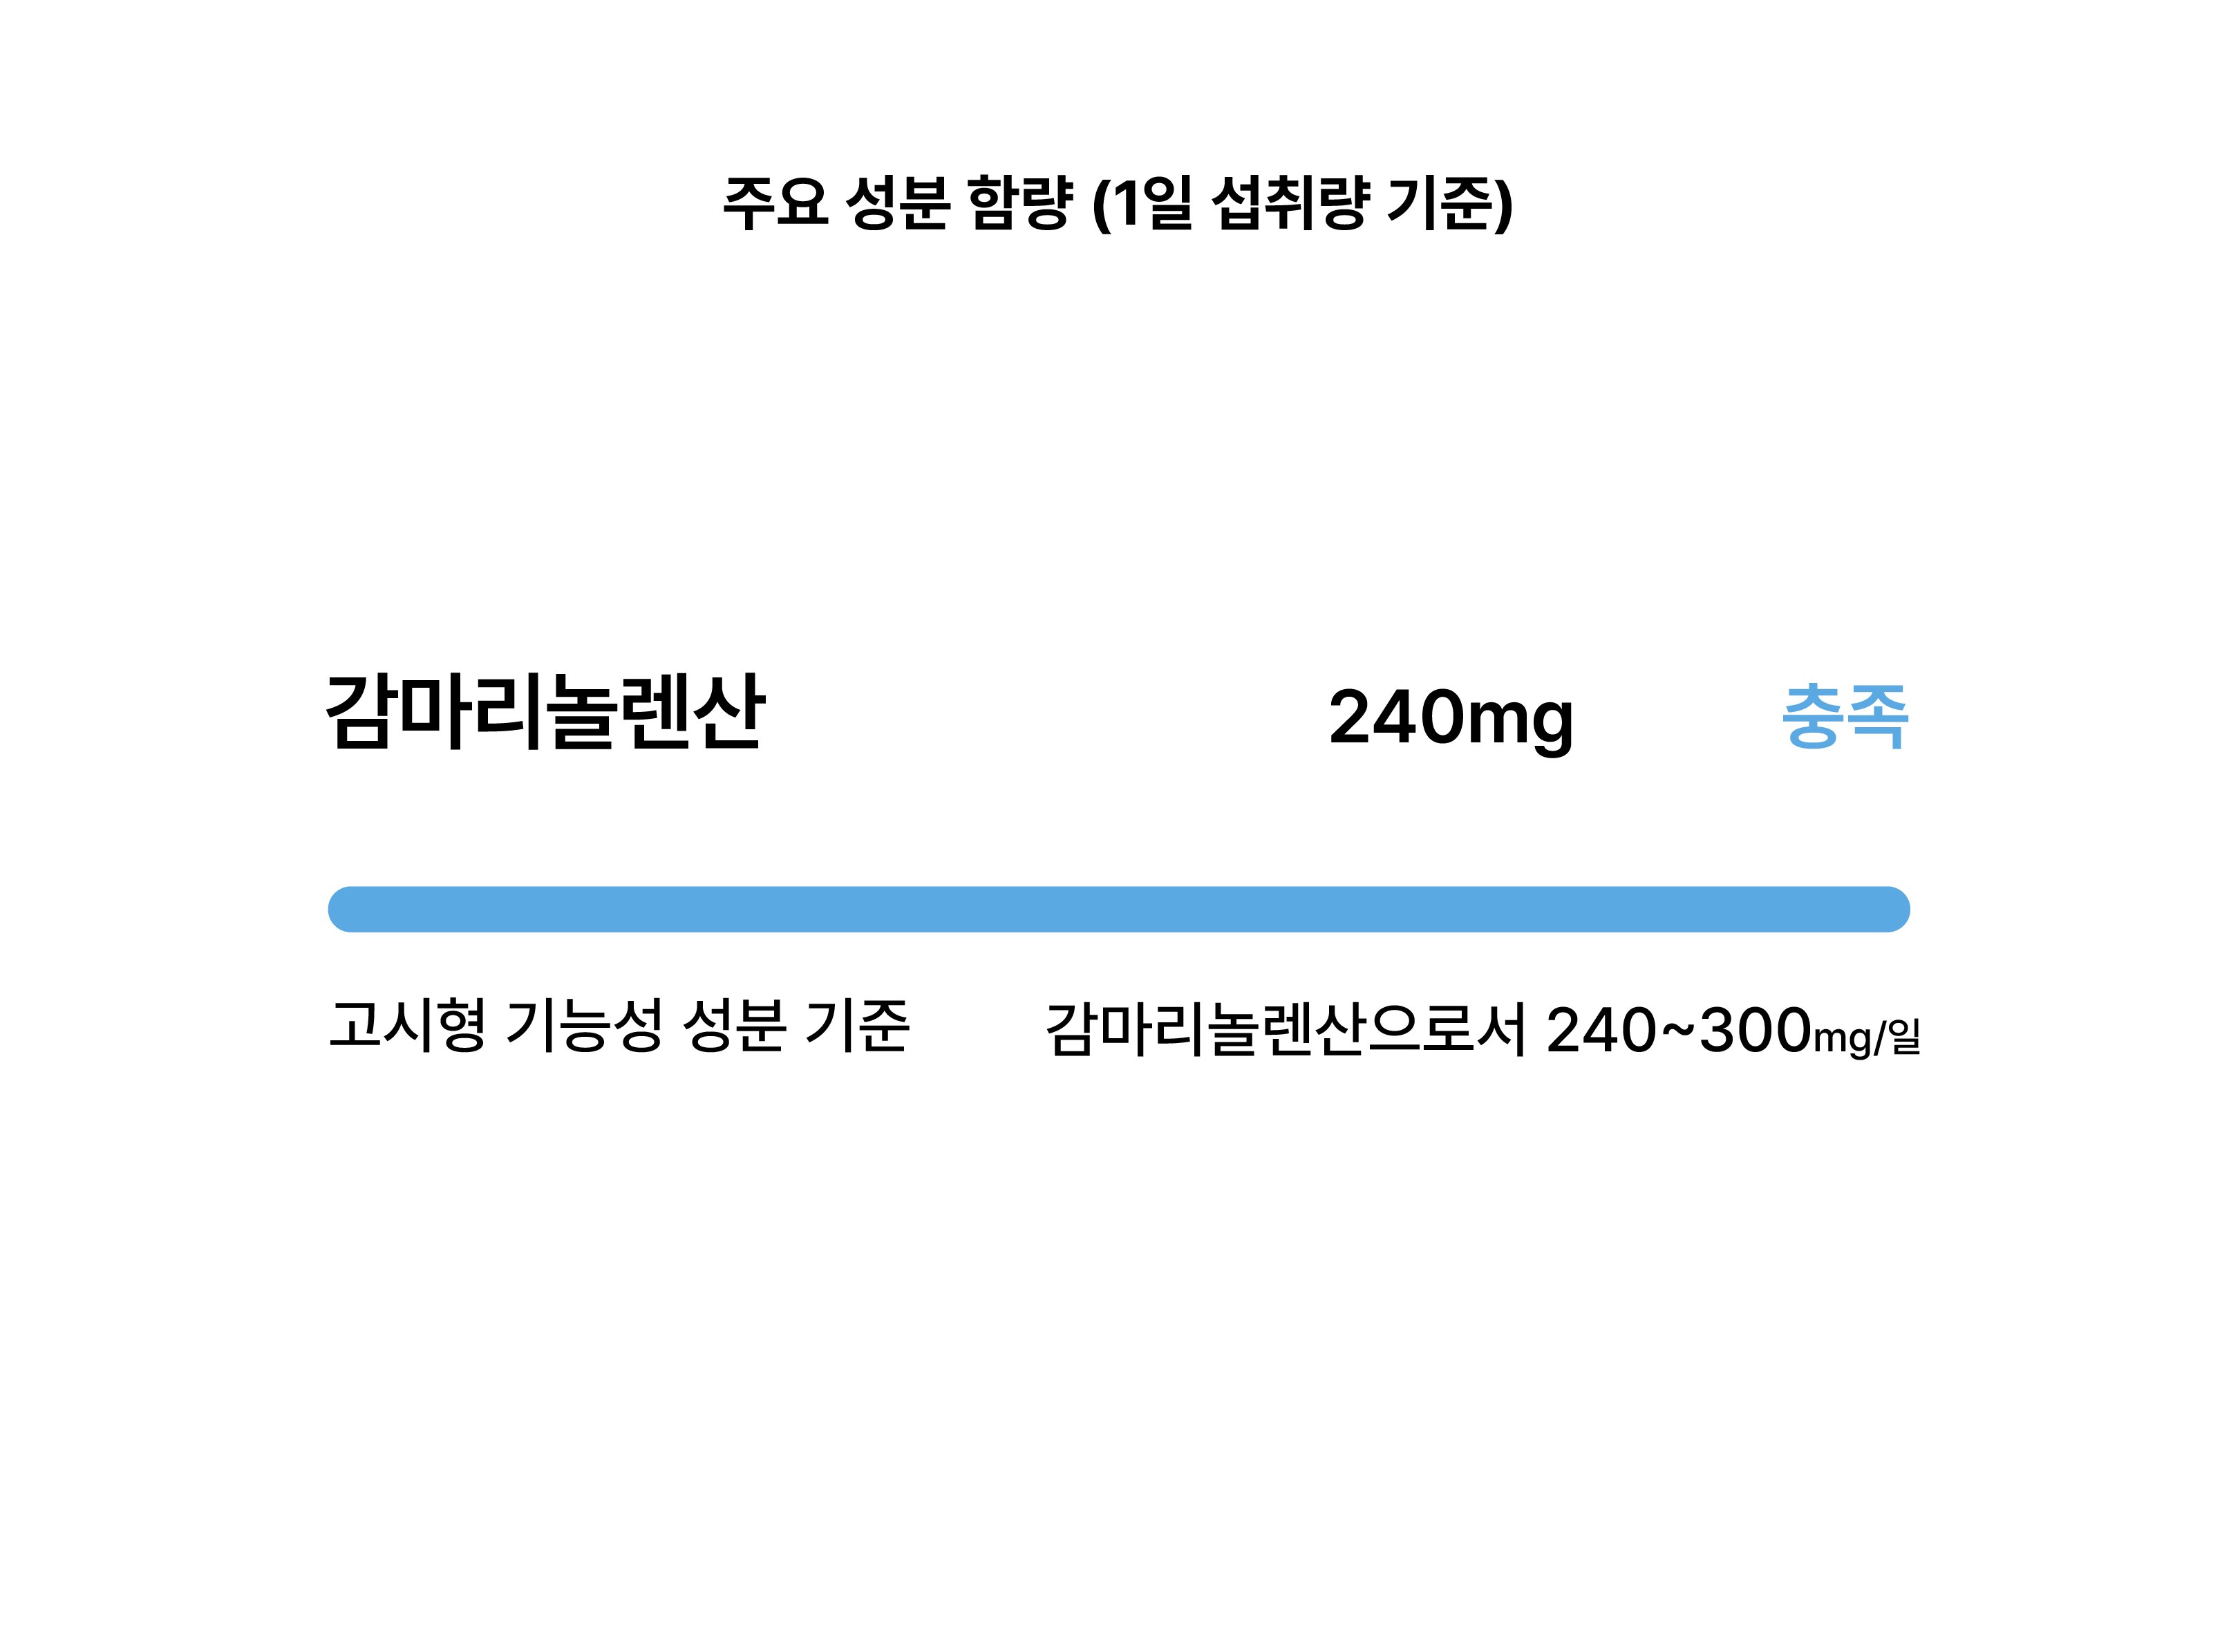 주요 성분 함량 (1일 섭취량 기준)
감마리놀렌산 240mg 충족
고시형 기능성 성분 기준 감마리놀렌산으로서 240~300mg/일